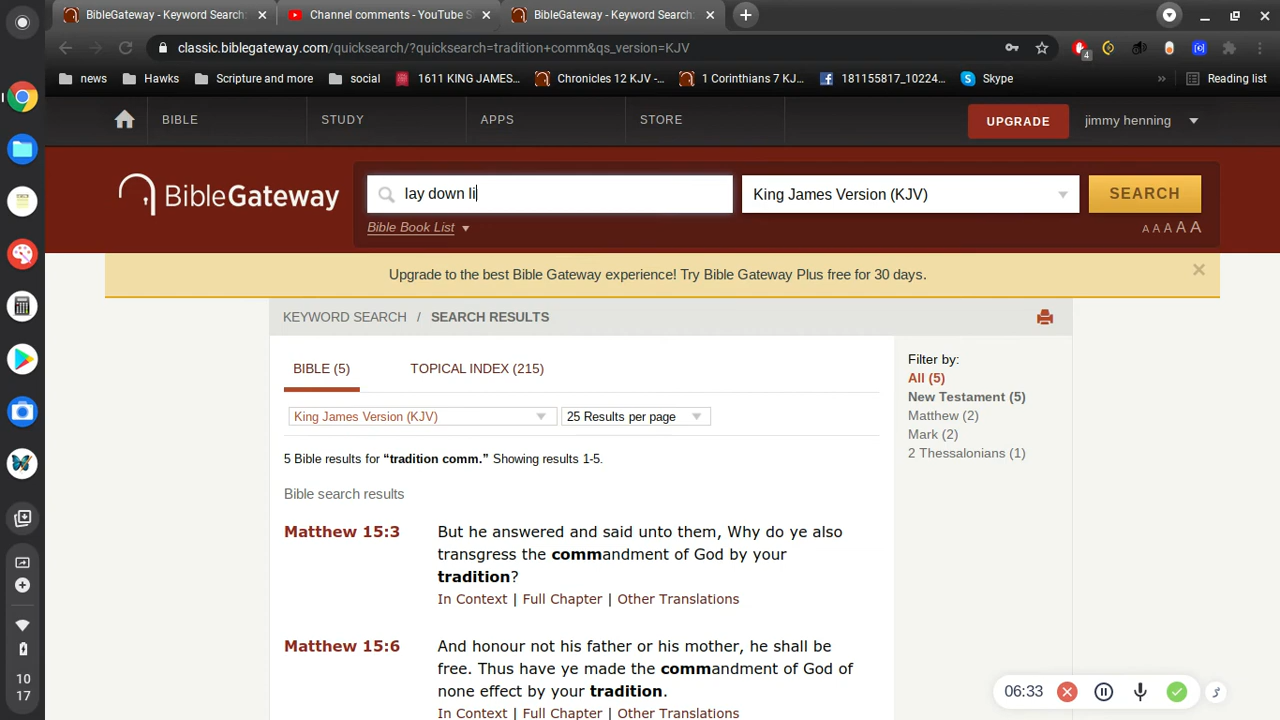 BibleGateway - Keyword Search:
Channel comments - YouTube S
BibleGateway - Keyword Search:
classic.biblegateway.com/quicksearch/?quicksearch=tradition+comm&qs_version=KJV
4
news
Hawks
Scripture and more
social
1611 KING JAMES...
Chronicles 12 KJV -...
1 Corinthians 7 KJ...
181155817_10224...
Skype
»
Reading list
BIBLE
STUDY
APPS
STORE
UPGRADE
jimmy henning
BibleGateway
lay down li
King James Version (KJV)
SEARCH
Bible Book List
A A A A A
Upgrade to the best Bible Gateway experience! Try Bible Gateway Plus free for 30 days.
KEYWORD SEARCH / SEARCH RESULTS
BIBLE (5)
TOPICAL INDEX (215)
King James Version (KJV)
25 Results per page
5 Bible results for “tradition comm.” Showing results 1-5.
Bible search results
Matthew 15:3
But he answered and said unto them, Why do ye also
transgress the commandment of God by your
tradition?
In Context | Full Chapter | Other Translations
Matthew 15:6
And honour not his father or his mother, he shall be
free. Thus have ye made the commandment of God of
none effect by your tradition.
In Context | Full Chapter | Other Translations
Filter by:
All (5)
New Testament (5)
Matthew (2)
Mark (2)
2 Thessalonians (1)
10
17
06:33